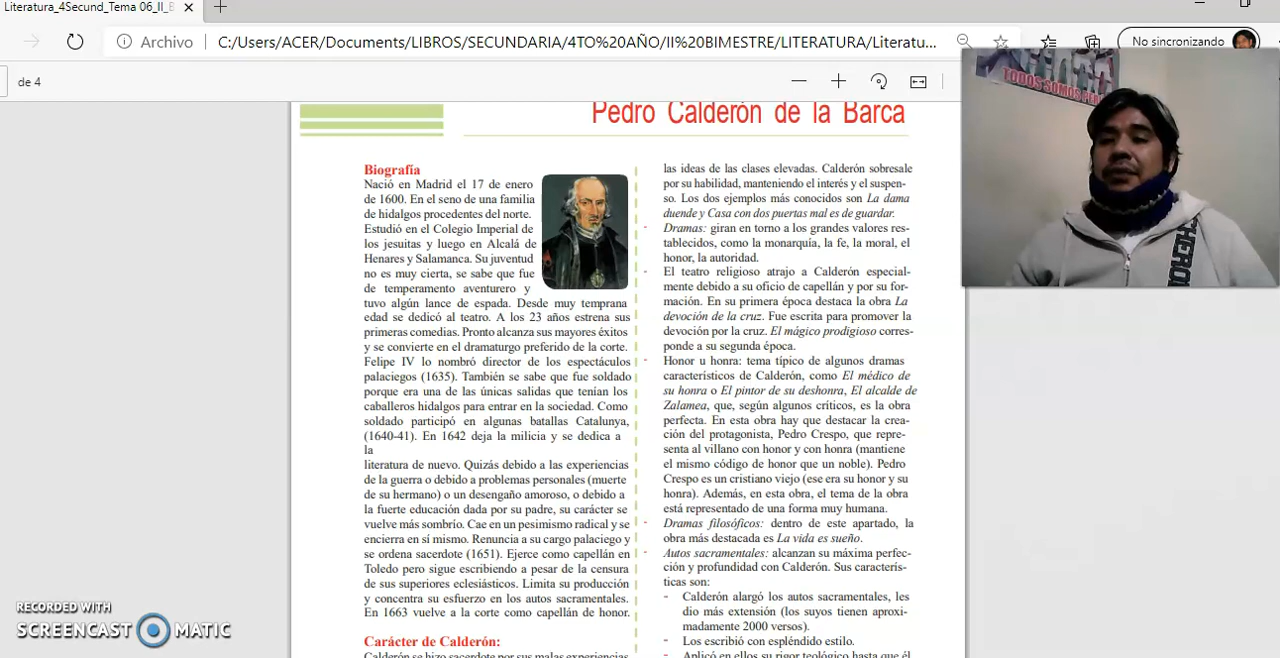 Literatura_4Secund_Tema 06_II_B
Archivo
C:/Users/ACER/Documents/LIBROS/SECUNDARIA/4TO%20AÑO/II%20BIMESTRE/LITERATURA/Literatu...
No sincronizando
de 4
TODOS SOMOS PER
Pedro Calderón de la Barca
Biografía
Nació en Madrid el 17 de enero
de 1600. En el seno de una familia
de hidalgos procedentes del norte.
Estudió en el Colegio Imperial de
los jesuitas y luego en Alcalá de
Henares y Salamanca. Su juventud
no es muy cierta, se sabe que fue
de temperamento aventurero y
tuvo algún lance de espada. Desde muy temprana
edad se dedicó al teatro. A los 23 años estrena sus
primeras comedias. Pronto alcanza sus mayores éxitos
y se convierte en el dramaturgo preferido de la corte.
Felipe IV lo nombró director de los espectáculos
palaciegos (1635). También se sabe que fue soldado
porque era una de las únicas salidas que tenían los
caballeros hidalgos para entrar en la sociedad. Como
soldado participó en algunas batallas Catalunya,
(1640-41). En 1642 deja la milicia y se dedica a
la
literatura de nuevo. Quizás debido a las experiencias
de la guerra o debido a problemas personales (muerte
de su hermano) o un desengaño amoroso, o debido a
la fuerte educación dada por su padre, su carácter se
vuelve más sombrío. Cae en un pesimismo radical y se
encierra en sí mismo. Renuncia a su cargo palaciego y
se ordena sacerdote (1651). Ejerce como capellán en
Toledo pero sigue escribiendo a pesar de la censura
de sus superiores eclesiásticos. Limita su producción
y concentra su esfuerzo en los autos sacramentales.
En 1663 vuelve a la corte como capellán de honor.
Carácter de Calderón:
Calderón se hizo sacerdote por sus malas experiencias
las ideas de las clases elevadas. Calderón sobresale
por su habilidad, manteniendo el interés y el suspen-
so. Los dos ejemplos más conocidos son La dama
duende y Casa con dos puertas mal es de guardar.
- Dramas: giran en torno a los grandes valores res-
tablecidos, como la monarquía, la fe, la moral, el
honor, la autoridad.
- El teatro religioso atrajo a Calderón especial-
mente debido a su oficio de capellán y por su for-
mación. En su primera época destaca la obra La
devoción de la cruz. Fue escrita para promover la
devoción por la cruz. El mágico prodigioso corres-
ponde a su segunda época.
- Honor u honra: tema típico de algunos dramas
característicos de Calderón, como El médico de
su honra o El pintor de su deshonra, El alcalde de
Zalamea, que, según algunos críticos, es la obra
perfecta. En esta obra hay que destacar la crea-
ción del protagonista, Pedro Crespo, que repre-
senta al villano con honor y con honra (mantiene
el mismo código de honor que un noble). Pedro
Crespo es un cristiano viejo (ese era su honor y su
honra). Además, en esta obra, el tema de la obra
está representado de una forma muy humana.
- Dramas filosóficos: dentro de este apartado, la
obra más destacada es La vida es sueño.
- Autos sacramentales: alcanzan su máxima perfec-
ción y profundidad con Calderón. Sus característi-
ticas son:
- Calderón alargó los autos sacramentales, les
dio más extensión (los suyos tienen aproxi-
madamente 2000 versos).
- Los escribió con espléndido estilo.
- Aplicó en ellos su rigor teológico hasta que él
RECORDED WITH
SCREENCAST MATIC